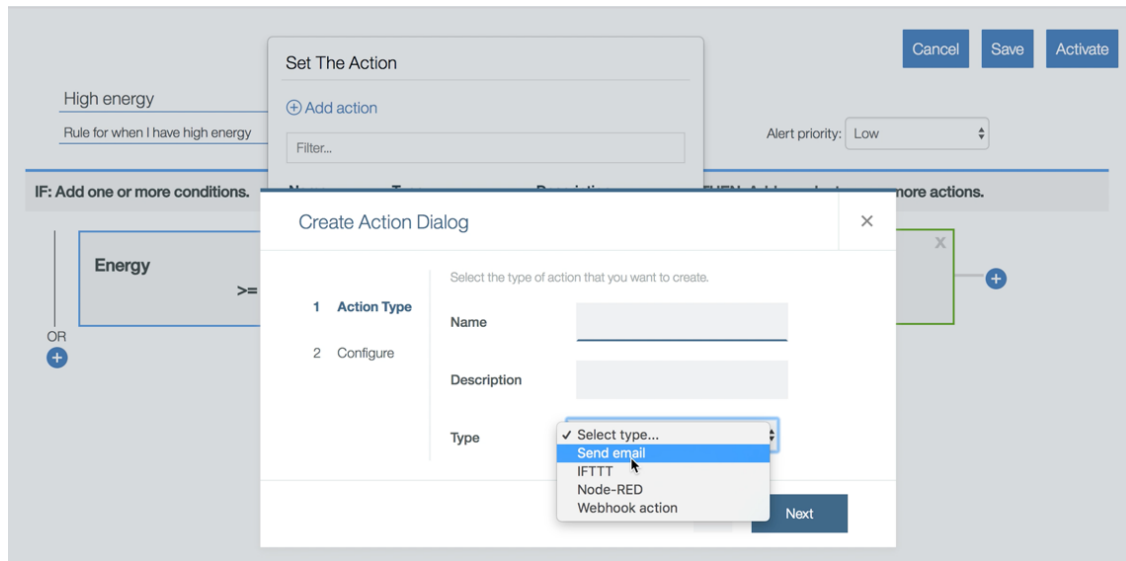 Set The Action
Cancel
Save
Activate
High energy
Add action
Rule for when I have high energy
Filter...
Alert priority:
Low
IF: Add one or more conditions.
more actions.
Create Action Dialog
×
Energy
>=
OR
X
Select the type of action that you want to create.
1 Action Type
Name
2 Configure
Description
Type
✓ Select type...
Send email
IFTTT
Node-RED
Webhook action
Next